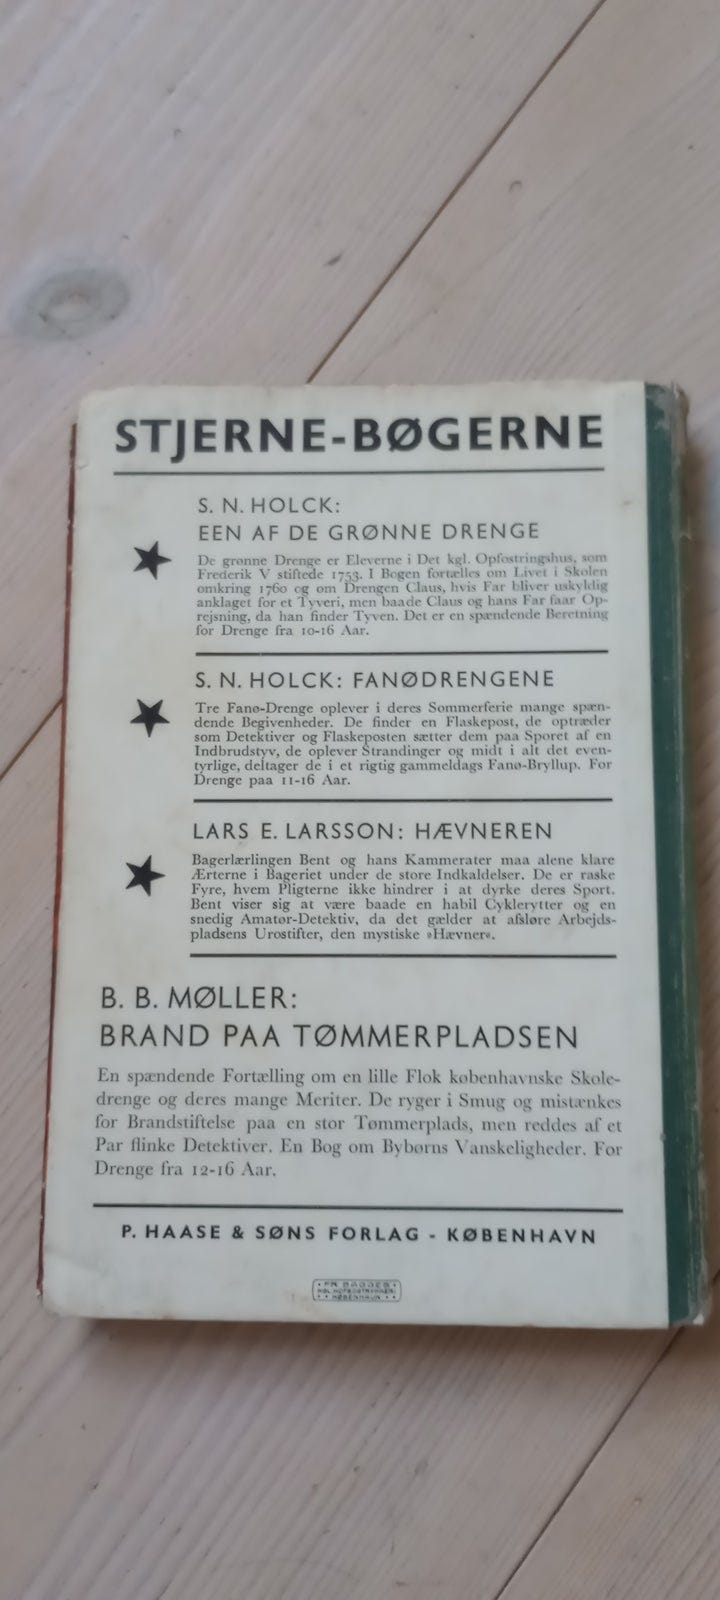 STJERNE-BØGERNE
S. N. HOLCK:
EEN AF DE GRØNNE DRENGE
De grønne Drenge er Eleverne i Det kgl. Opfostringshus, som
Frederik V stiftede 1753. I Bogen fortælles om Livet i Skolen
omkring 1760 og om Drengen Claus, hvis Far bliver uskyldig
anklaget for et Tyveri, men baade Claus og hans Far faar Op-
rejsning, da han finder Tyven. Det er en spændende Beretning
for Drenge fra 10-16 Aar.
S. N. HOLCK: FANØDRENGENE
Tre Fanø-Drenge oplever i deres Sommerferie mange spæn-
dende Begivenheder. De finder en Flaskepost, de optræder
som Detektiver og Flaskeposten sætter dem paa Sporet af en
Indbrudstyv, de oplever Strandinger og midt i alt det even-
tyrlige, deltager de i et rigtig gammeldags Fanø-Bryllup. For
Drenge paa 11-16 Aar.
LARS E. LARSSON: HÆVNEREN
Bagerlærlingen Bent og hans Kammerater maa alene klare
Ærterne i Bageriet under de store Indkaldelser. De er raske
Fyre, hvem Pligterne ikke hindrer i at dyrke deres Sport.
Bent viser sig at være baade en habil Cyklerytter og en
snedig Amatør-Detektiv, da det gælder at afsløre Arbejds-
pladsens Urostifter, den mystiske »Hævner«.
B. B. MØLLER:
BRAND PAA TØMMERPLADSEN
En spændende Fortælling om en lille Flok københavnske Skole-
drenge og deres mange Meriter. De ryger i Smug og mistænkes
for Brandstiftelse paa en stor Tømmerplads, men reddes af et
Par flinke Detektiver. En Bog om Bybørns Vanskeligheder. For
Drenge fra 12-16 Aar.
P. HAASE & SØNS FORLAG - KØBENHAVN
FR. BAGGES
KGL. HOFBOGTRYKKERI
KØBENHAVN